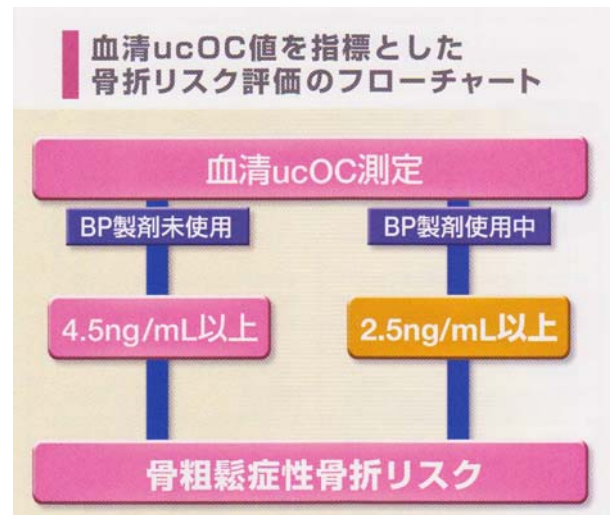 血清ucOC値を指標とした
骨折リスク評価のフローチャート
血清ucOC測定
BP製剤未使用
BP製剤使用中
4.5ng/mL以上
2.5ng/mL以上
骨粗鬆症性骨折リスク